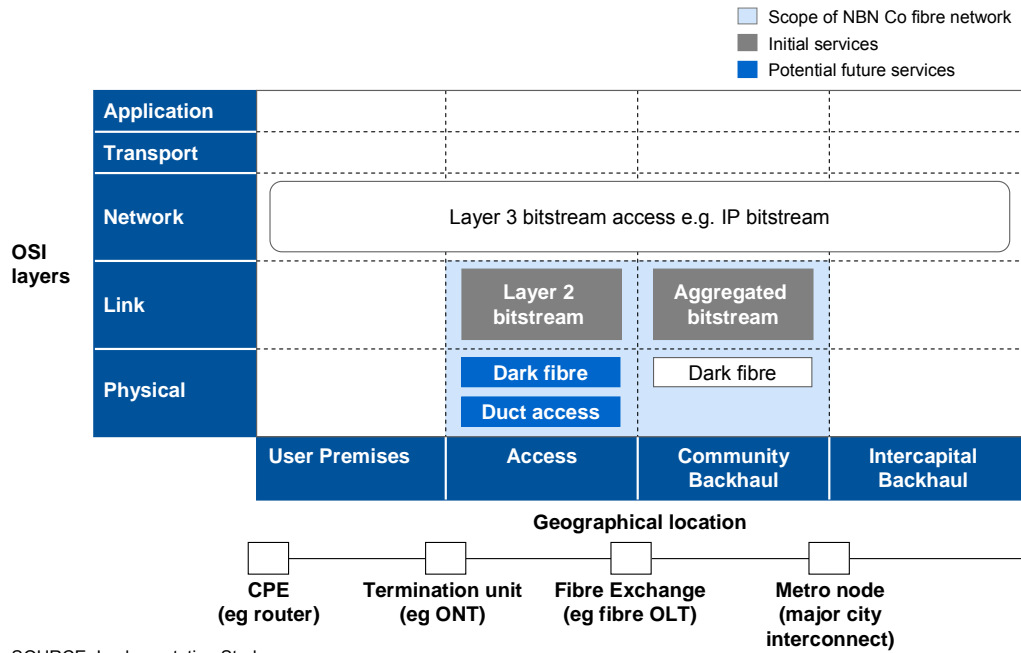 Scope of NBN Co fibre network
Initial services
Potential future services
Application
Transport
Network
Layer 3 bitstream access e.g. IP bitstream
OSI
layers
Link
Layer 2
bitstream
Aggregated
bitstream
Physical
Dark fibre
Dark fibre
Duct access
User Premises
Access
Community
Backhaul
Intercapital
Backhaul
Geographical location
CPE
(eg router)
Termination unit
(eg ONT)
Fibre Exchange
(eg fibre OLT)
Metro node
(major city
interconnect)